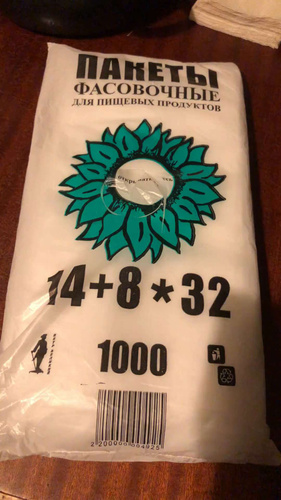 ПАКЕТЫ
ФАСОВОЧНЫЕ
ДЛЯ ПИЩЕВЫХ ПРОДУКТОВ
14+8*32
1000